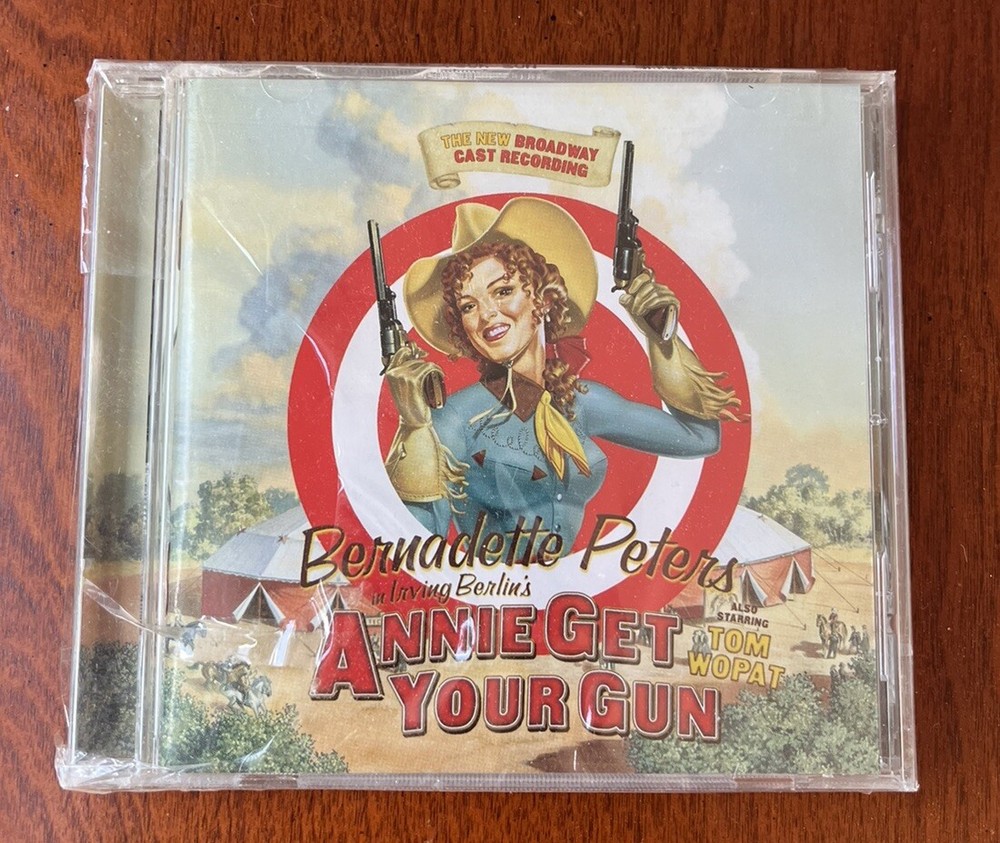 THE NEW BROADWAY
CAST RECORDING
Bernadette Peters
in Irving Berlin's
ANNIE GET
YOUR GUN
ALSO
STARRING
TOM
WOPAT